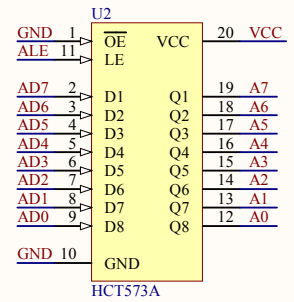 U2
GND 1 OE VCC 20 VCC
ALE 11 LE
AD7 2 D1 Q1 19 A7
AD6 3 D2 Q2 18 A6
AD5 4 D3 Q3 17 A5
AD4 5 D4 Q4 16 A4
AD3 6 D5 Q5 15 A3
AD2 7 D6 Q6 14 A2
AD1 8 D7 Q7 13 A1
AD0 9 D8 Q8 12 A0
GND 10 GND
HCT573A